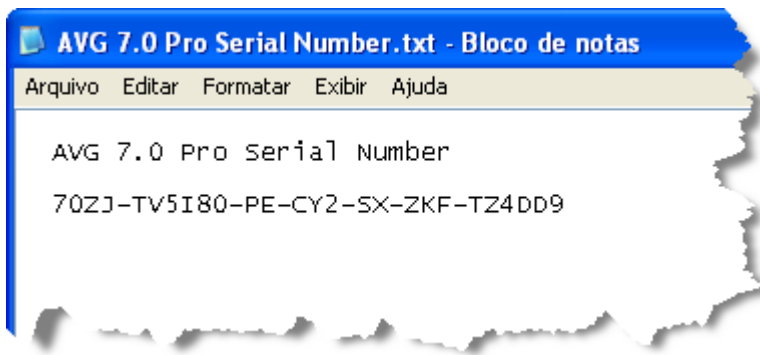 AVG 7.0 Pro Serial Number.txt - Bloco de notas
Arquivo Editar Formatar Exibir Ajuda
AVG 7.0 Pro Serial Number
70ZJ-TV5I80-PE-CY2-SX-ZKF-TZ4DD9